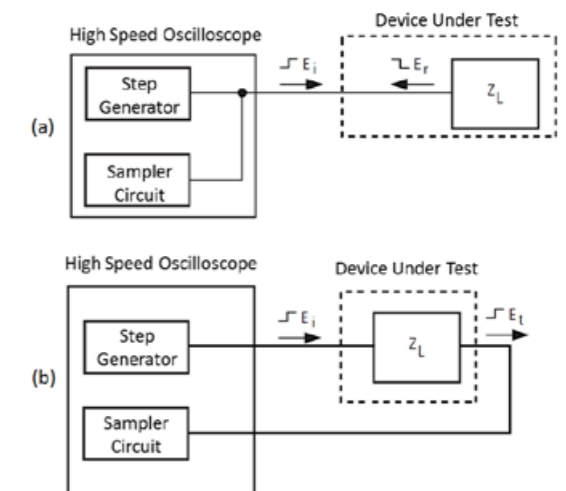 Device Under Test
High Speed Oscilloscope
Step
Generator
E i
E r
Z L
(a)
Sampler
Circuit
High Speed Oscilloscope
Device Under Test
Step
Generator
E i
Z L
E t
(b)
Sampler
Circuit